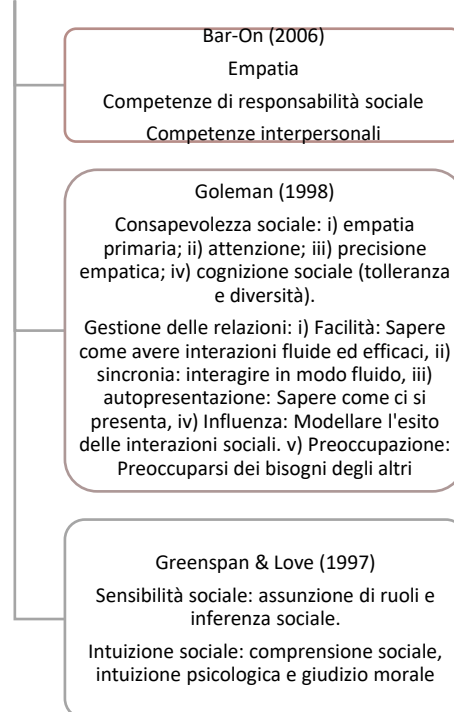 Bar-On (2006)
Empatia
Competenze di responsabilità sociale
Competenze interpersonali
Goleman (1998)
Consapevolezza sociale: i) empatia
primaria; ii) attenzione; iii) precisione
empatica; iv) cognizione sociale (tolleranza
e diversità).
Gestione delle relazioni: i) Facilità: Sapere
come avere interazioni fluide ed efficaci, ii)
sincronia: interagire in modo fluido, iii)
autopresentazione: Sapere come ci si
presenta, iv) Influenza: Modellare l'esito
delle interazioni sociali. v) Preoccupazione:
Preoccuparsi dei bisogni degli altri
Greenspan & Love (1997)
Sensibilità sociale: assunzione di ruoli e
inferenza sociale.
Intuizione sociale: comprensione sociale,
intuizione psicologica e giudizio morale